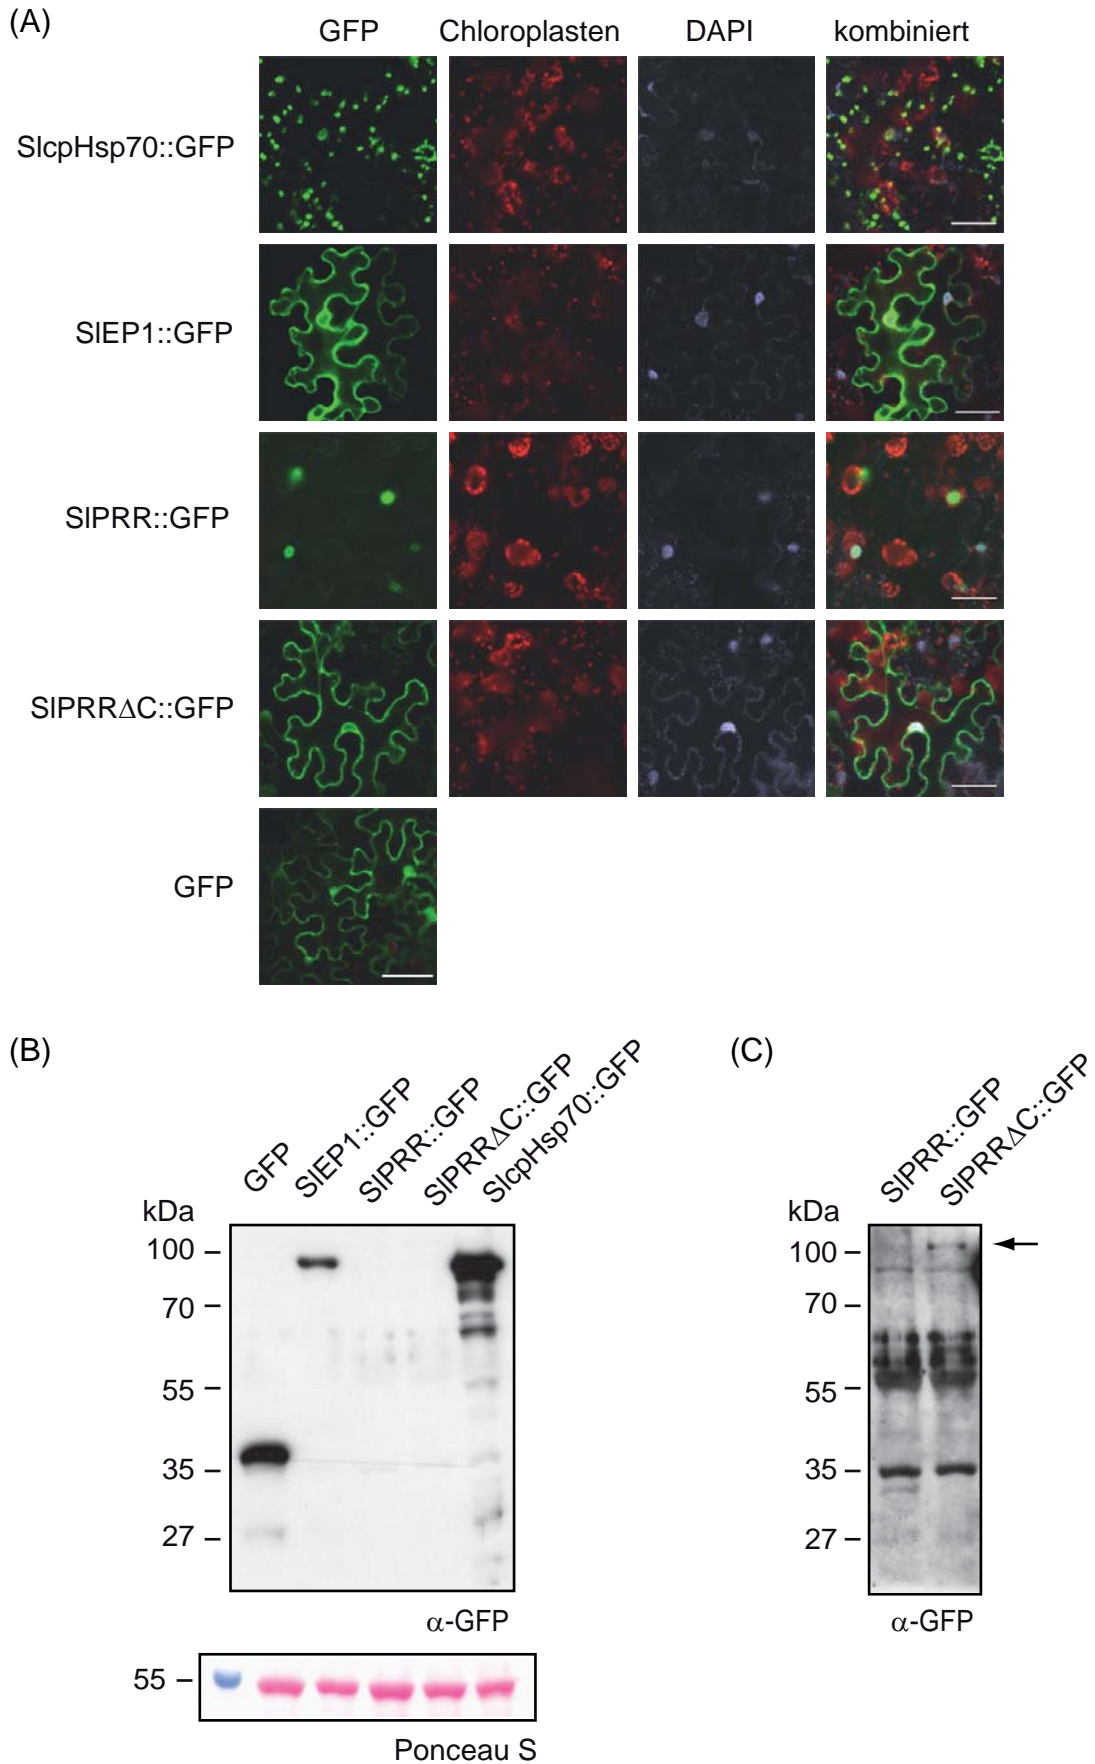 (A)
GFP Chloroplasten DAPI kombiniert
SlcpHsp70::GFP
SlEP1::GFP
SlPRR::GFP
SlPRRΔC::GFP
GFP
(B)
GFP SlEP1::GFP SlPRR::GFP SlPRRΔC::GFP SlcpHsp70::GFP
kDa
100
70
55
35
27
α-GFP
55
Ponceau S
(C)
SlPRR::GFP SlPRRΔC::GFP
kDa
100
70
55
35
27
α-GFP